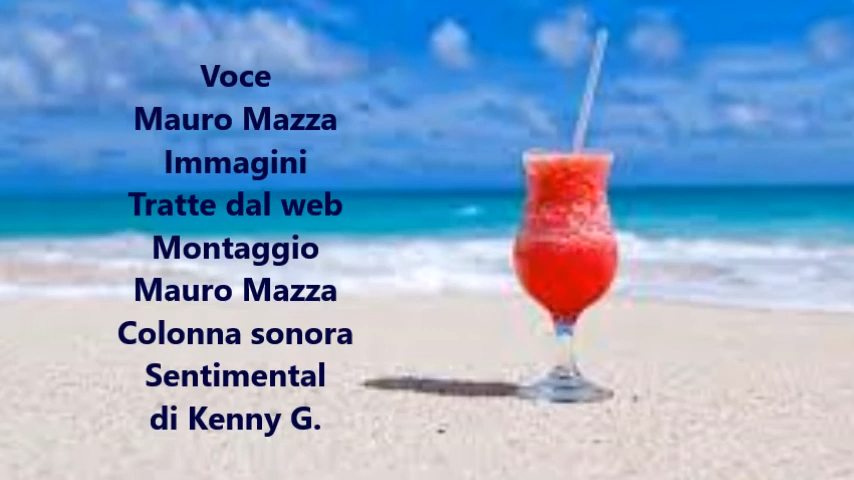 Voce
Mauro Mazza
Immagini
Tratte dal web
Montaggio
Mauro Mazza
Colonna sonora
Sentimental
di Kenny G.